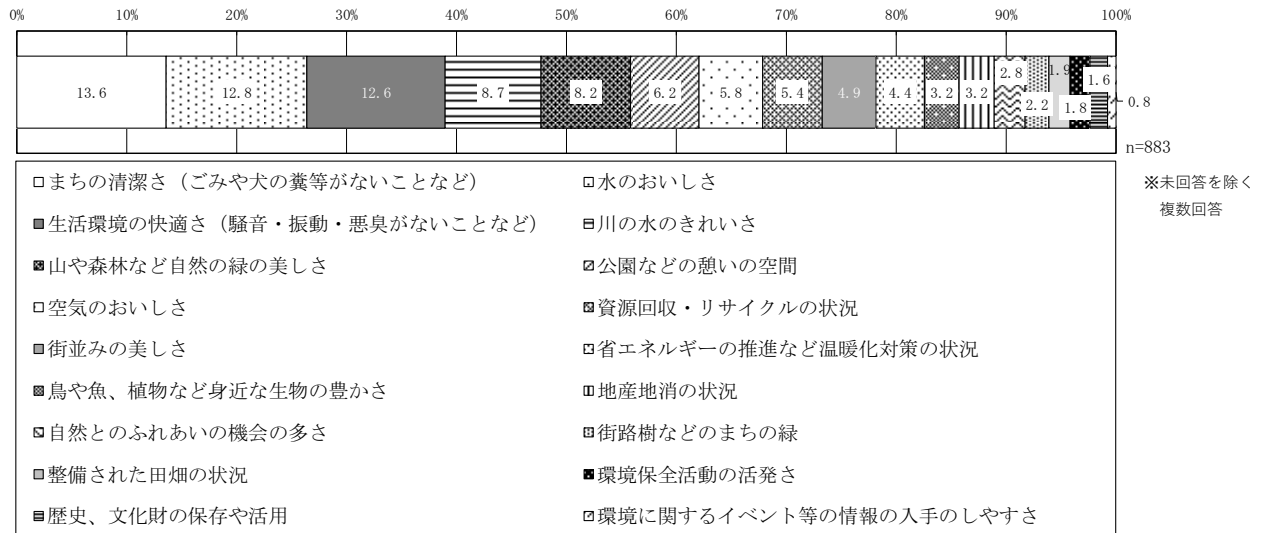 0% 10% 20% 30% 40% 50% 60% 70% 80% 90% 100%
13.6 12.8 12.6 8.7 8.2 6.2 5.8 5.4 4.9 4.4 3.2 3.2 2.8 2.2 1.9 1.8 1.6 0.8
n=883
※未回答を除く
複数回答
まちの清潔さ（ごみや犬の糞等がないことなど） 水のおいしさ
生活環境の快適さ（騒音・振動・悪臭がないことなど） 川の水のきれいさ
山や森林など自然の緑の美しさ 公園などの憩いの空間
空気のおいしさ 資源回収・リサイクルの状況
街並みの美しさ 省エネルギーの推進など温暖化対策の状況
鳥や魚、植物など身近な生物の豊かさ 地産地消の状況
自然とのふれあいの機会の多さ 街路樹などのまちの緑
整備された田畑の状況 環境保全活動の活発さ
歴史、文化財の保存や活用 環境に関するイベント等の情報の入手のしやすさ